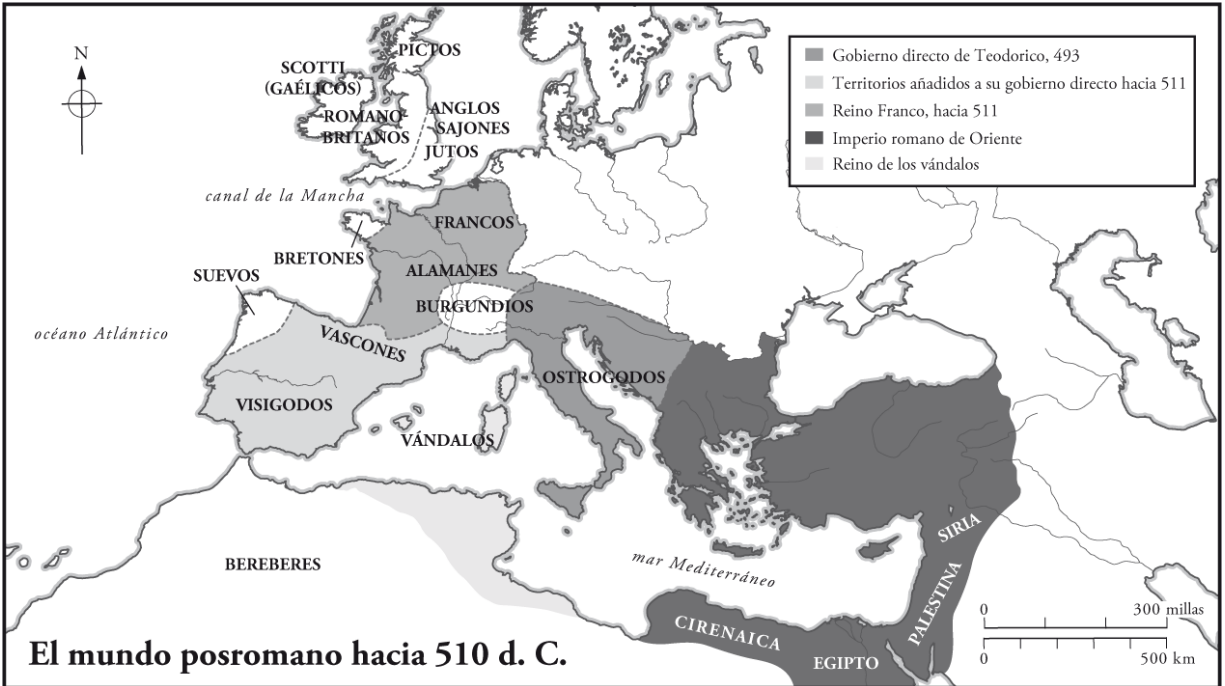 N
PICTOS
SCOTTI
(GAÉLICOS)
ROMANO
BRITANOS
ANGLOS
SAJONES
JUTOS
Gobierno directo de Teodorico, 493
Territorios añadidos a su gobierno directo hacia 511
Reino Franco, hacia 511
Imperio romano de Oriente
Reino de los vándalos
canal de la Mancha
FRANCOS
BRETONES
ALAMANES
SUEVOS
BURGUNDIOS
océano Atlántico
VASCONES
OSTROGODOS
VISIGODOS
VÁNDALOS
SIRIA
BEREBERES
mar Mediterráneo
PALESTINA
CIRENAICA
EGIPTO
0 300 millas
0 500 km
El mundo posromano hacia 510 d. C.